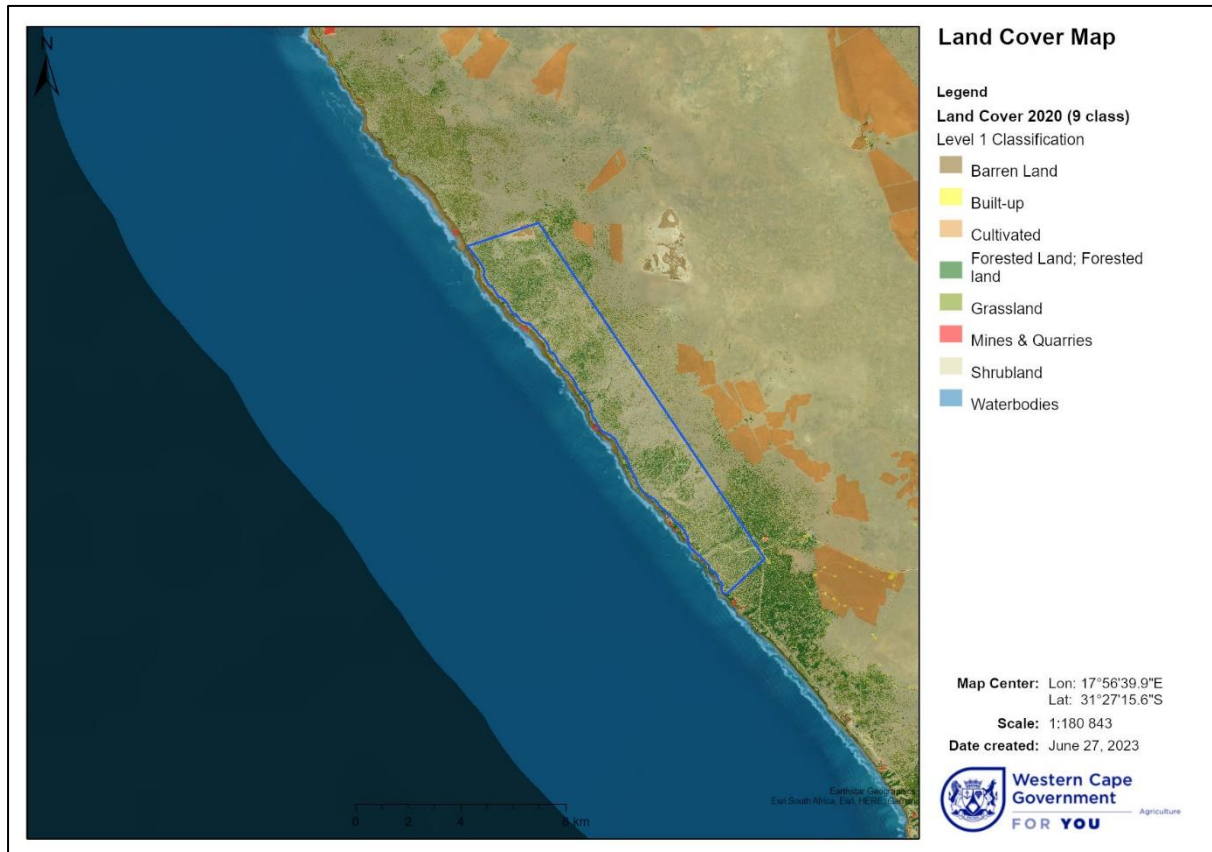 Land Cover Map
Legend
Land Cover 2020 (9 class)
Level 1 Classification
Barren Land
Built-up
Cultivated
Forested Land; Forested
land
Grassland
Mines & Quarries
Shrubland
Waterbodies
N
Earthstar Geographics
Esri South Africa, Esri, HERE, Garmin
0 2 4 8 km
Map Center: Lon: 17°56'39.9"E
Lat: 31°27'15.6"S
Scale: 1:180 843
Date created: June 27, 2023
Western Cape
Government
Agriculture
FOR YOU